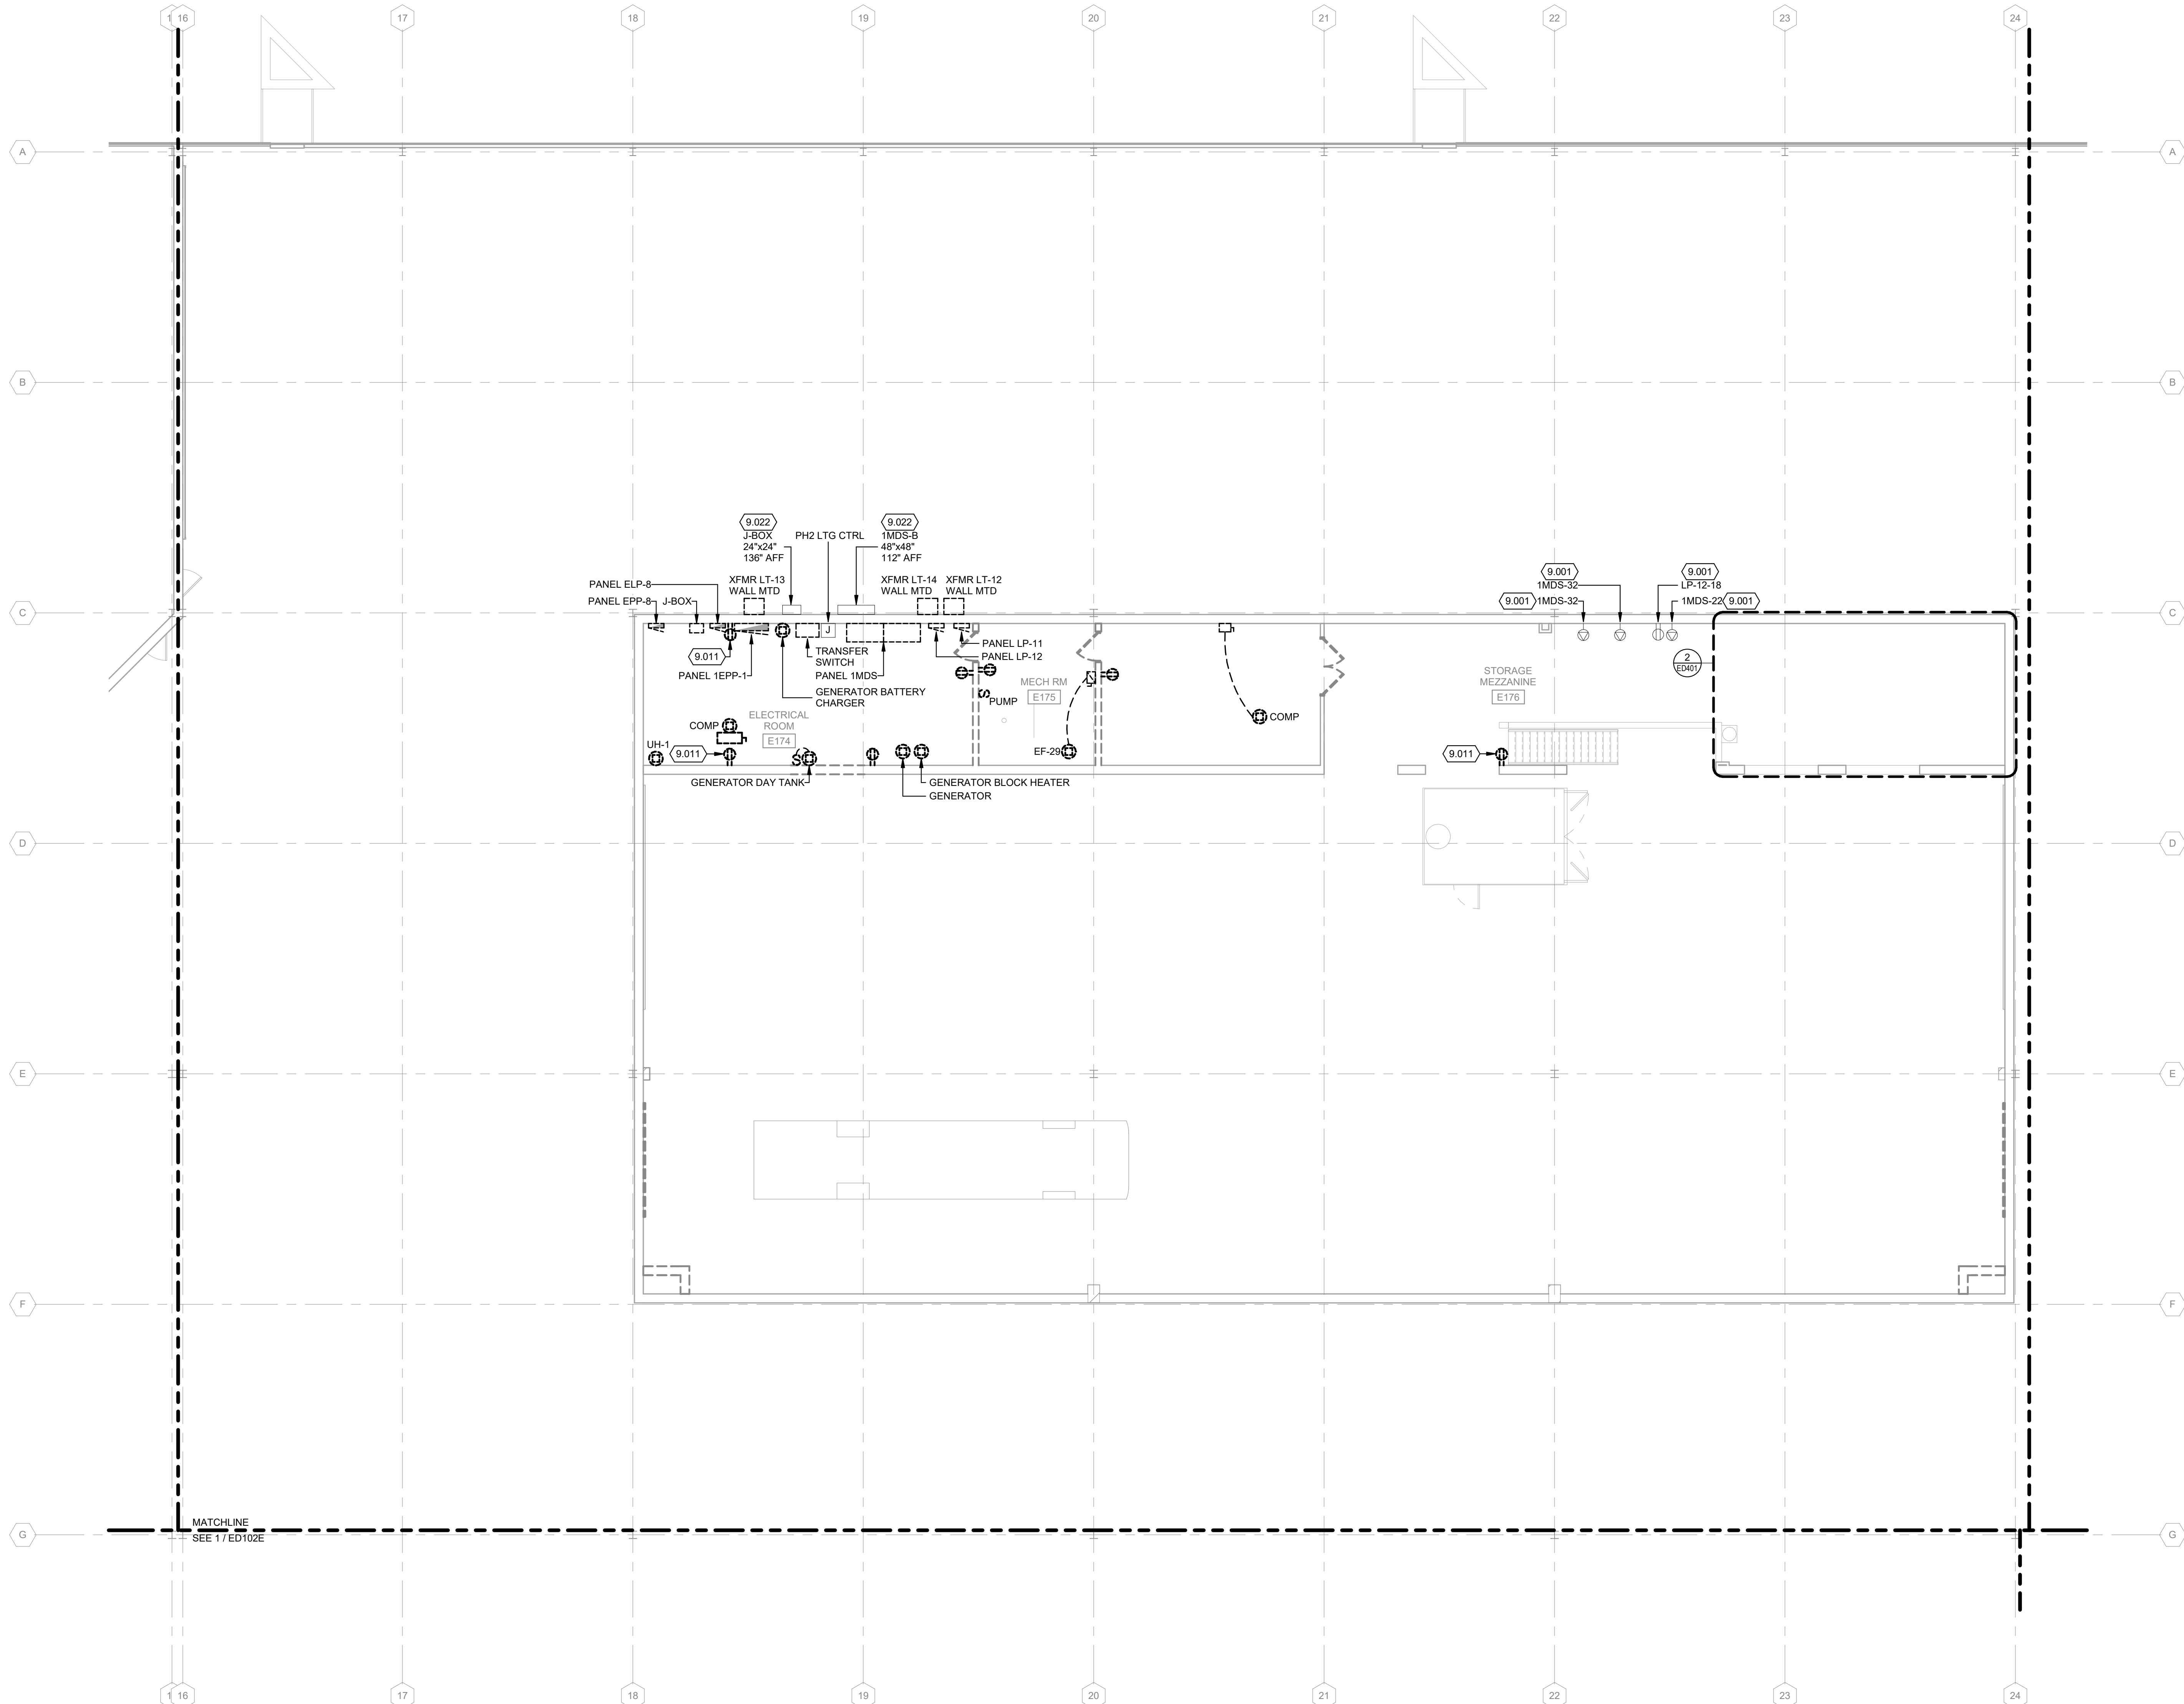 16
17
18
19
20
21
22
23
24
A
A
B
B
9.022
J-BOX
24"x24"
136" AFF
PH2 LTG CTRL
9.022
1MDS-B
48"x48"
112" AFF
XFMR LT-13
WALL MTD
XFMR LT-14
WALL MTD
XFMR LT-12
WALL MTD
PANEL ELP-8
PANEL EPP-8
J-BOX
9.001
1MDS-32
9.001
1MDS-32
9.001
LP-12-18
1MDS-22
9.001
C
C
J
9.011
PANEL 1EPP-1
TRANSFER
SWITCH
PANEL 1MDS
GENERATOR BATTERY
CHARGER
PANEL LP-11
PANEL LP-12
MECH RM
E175
S
PUMP
STORAGE
MEZZANINE
E176
2
ED401
COMP
ELECTRICAL
ROOM
E174
COMP
UH-1
9.011
S
EF-29
9.011
GENERATOR DAY TANK
GENERATOR BLOCK HEATER
GENERATOR
D
D
E
E
F
F
MATCHLINE
SEE 1 / ED102E
G
G
16
17
18
19
20
21
22
23
24